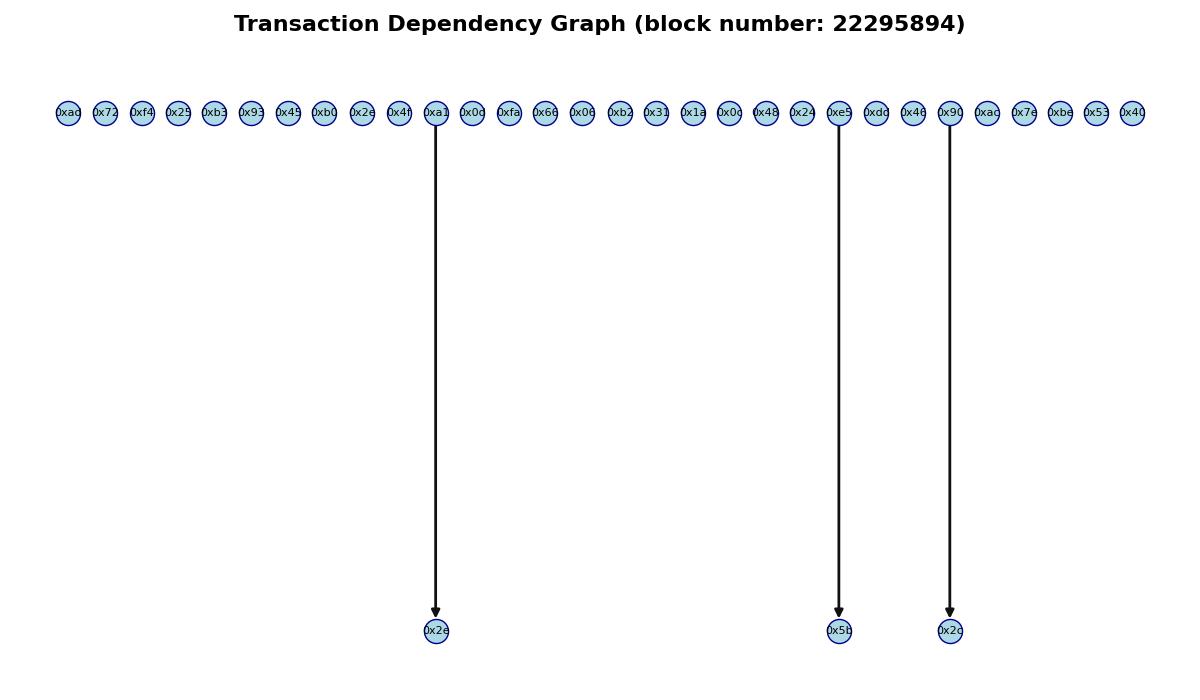 Transaction Dependency Graph (block number: 22295894)
0xad 0x72 0xf4 0x25 0xb3 0x93 0x45 0xb0 0x2e 0x4f 0xa1 0x0d 0xfa 0x66 0x06 0xb2 0x31 0x1a 0x0c 0x48 0x24 0xe5 0xdd 0x46 0x90 0xac 0x7e 0xbe 0x53 0x40
0x2e 0x5b 0x2c